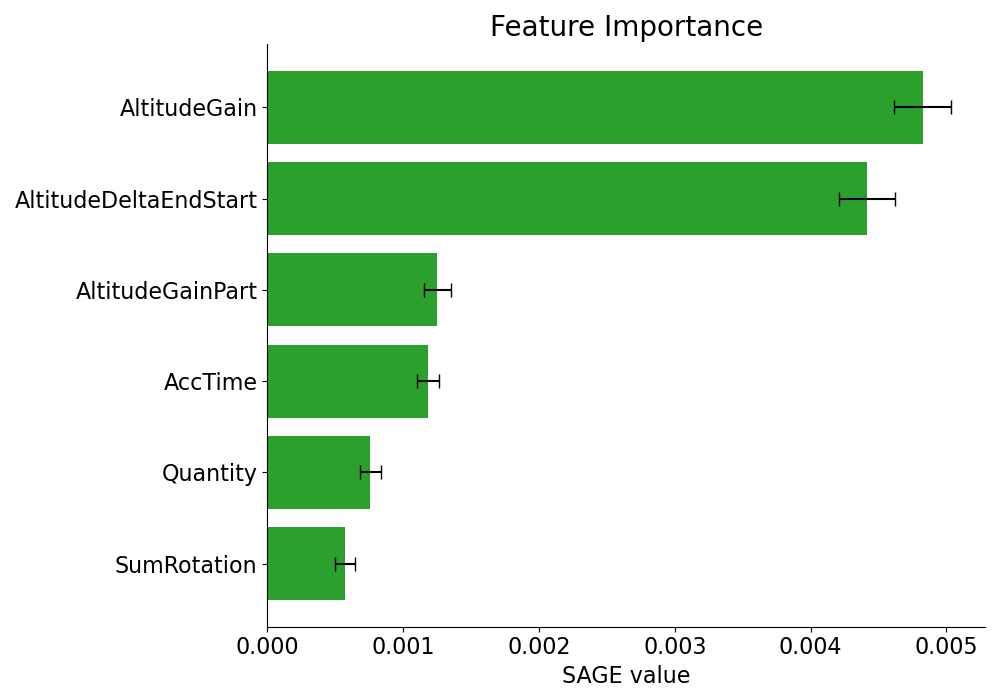 Feature Importance
AltitudeGain
AltitudeDeltaEndStart
AltitudeGainPart
AccTime
Quantity
SumRotation
0.000 0.001 0.002 0.003 0.004 0.005
SAGE value